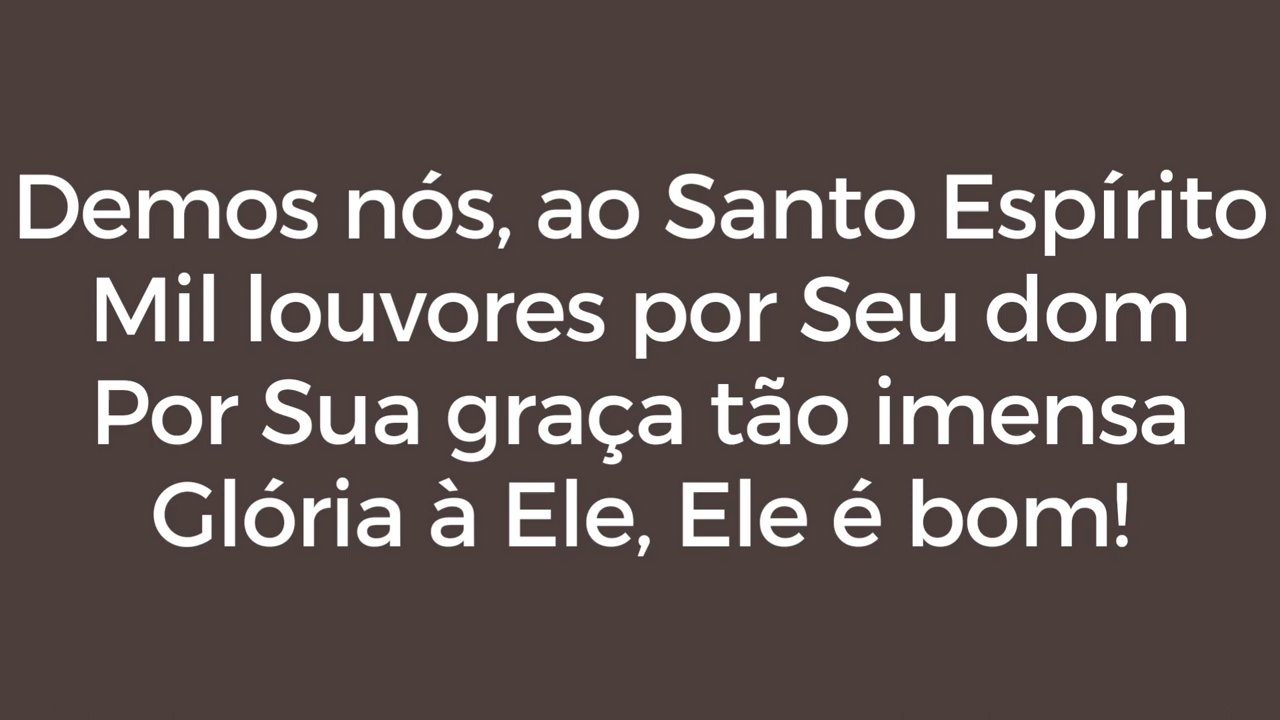 Demos nós, ao Santo Espírito
Mil louvores por Seu dom
Por Sua graça tão imensa
Glória à Ele, Ele é bom!